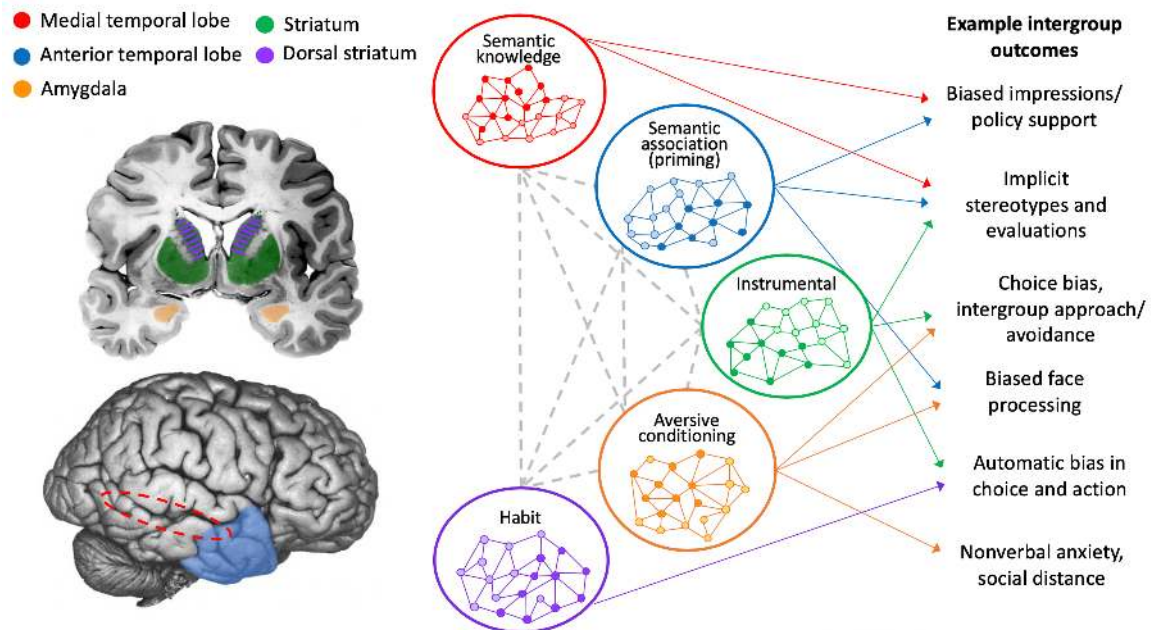 Medial temporal lobe
Striatum
Anterior temporal lobe
Dorsal striatum
Amygdala
Semantic
knowledge
Semantic
association
(priming)
Instrumental
Aversive
conditioning
Habit
Example intergroup
outcomes
Biased impressions/
policy support
Implicit
stereotypes and
evaluations
Choice bias,
intergroup approach/
avoidance
Biased face
processing
Automatic bias in
choice and action
Nonverbal anxiety,
social distance